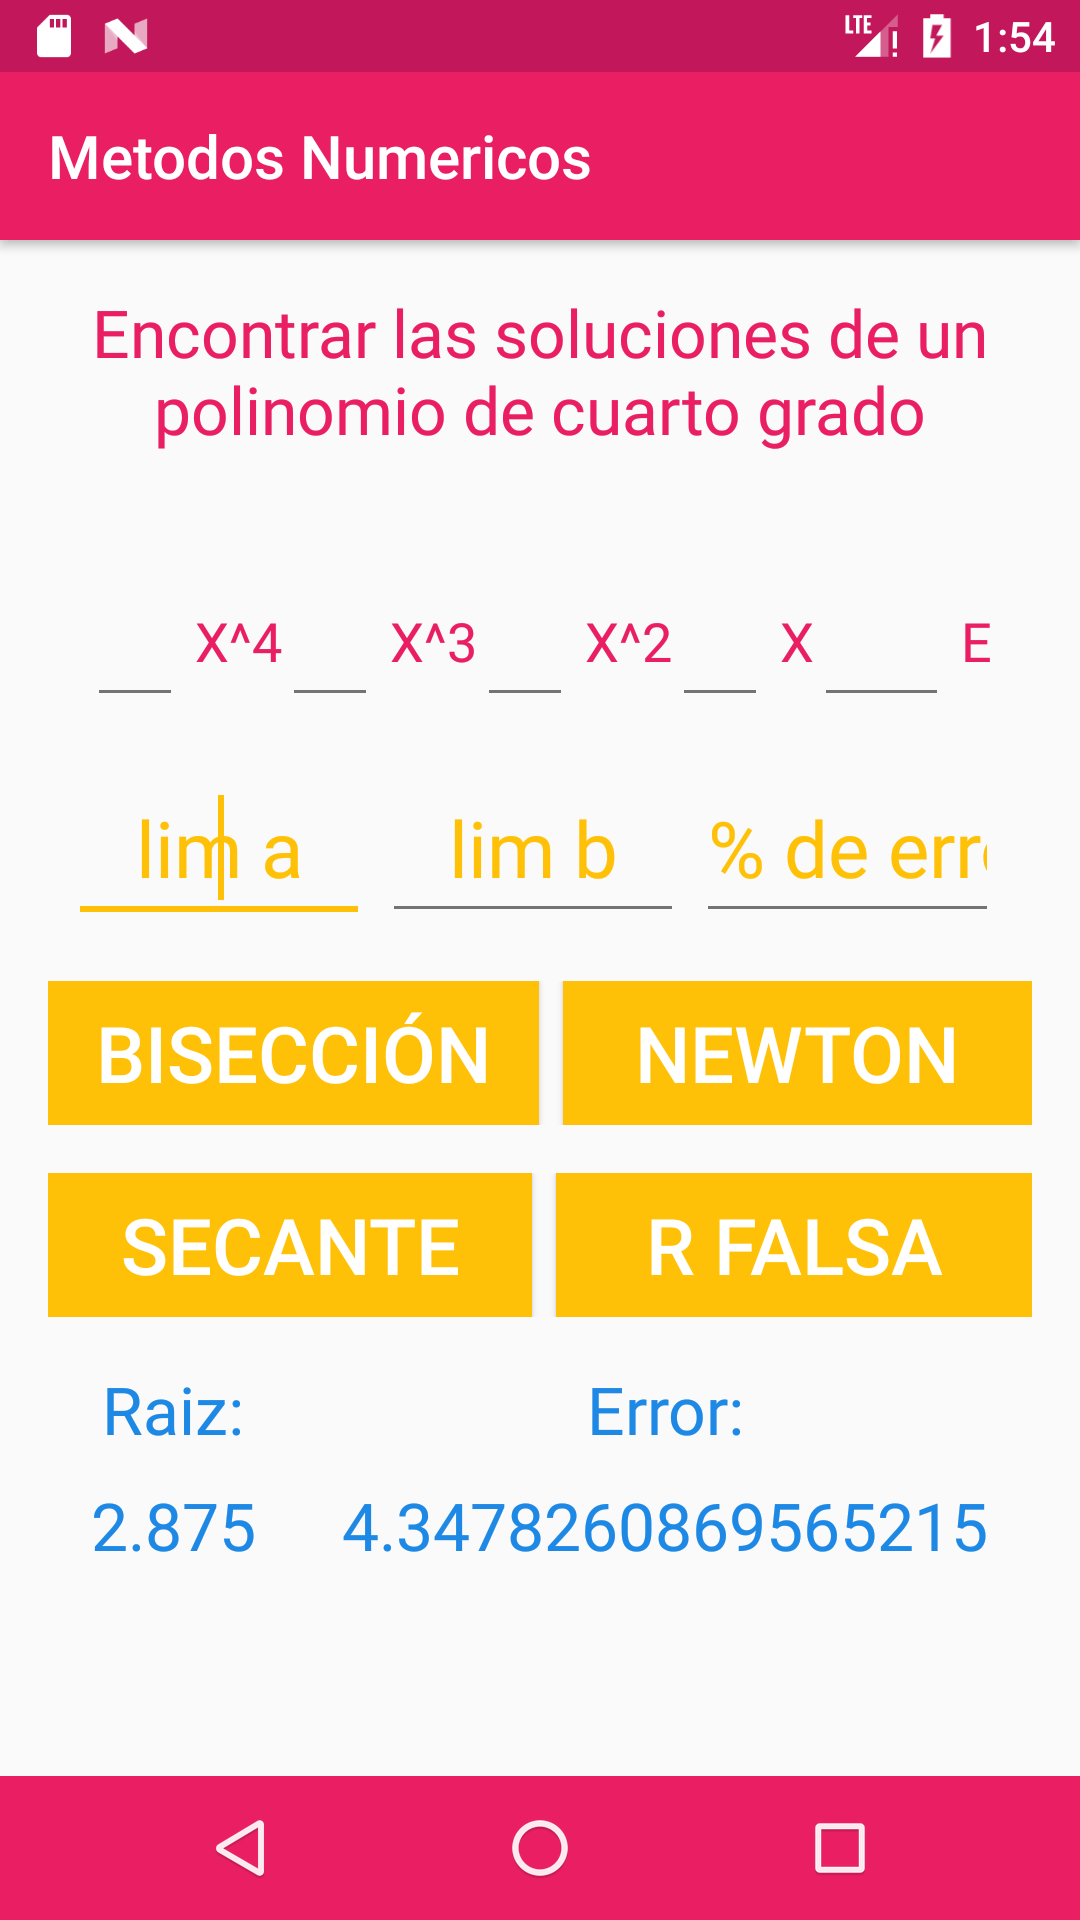 LTE 1:54
Metodos Numericos
Encontrar las soluciones de un
polinomio de cuarto grado
X^4 X^3 X^2 X E
lim a lim b % de erro
BISECCIÓN NEWTON
SECANTE R FALSA
Raiz: Error:
2.875 4.3478260869565215